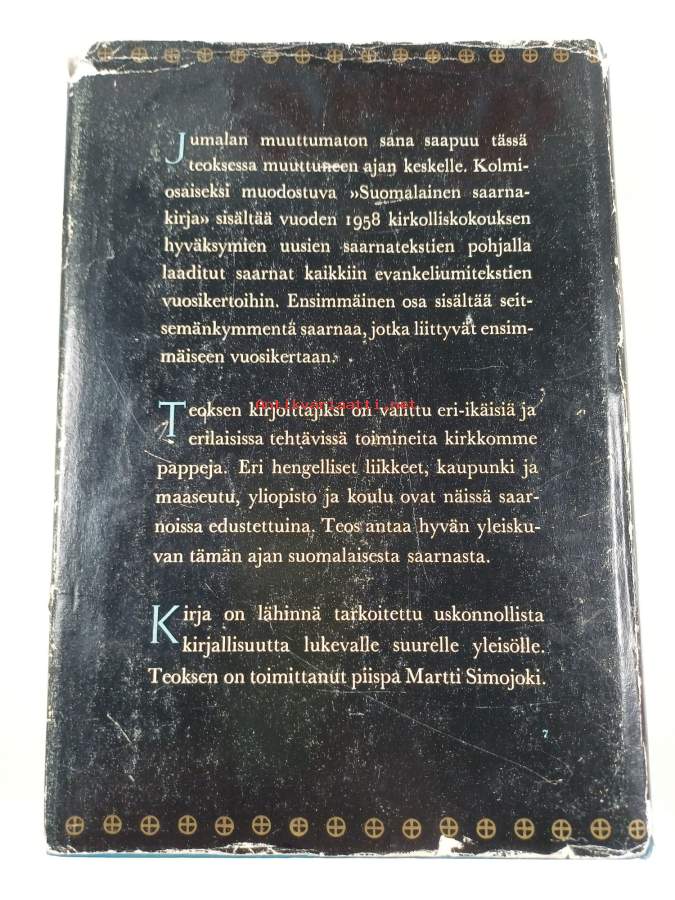 Jumalan muuttumaton sana saapuu tässä
teoksessa muuttuneen ajan keskelle. Kolmi-
osaiseksi muodostuva »Suomalainen saarna-
kirja» sisältää vuoden 1958 kirkolliskokouksen
hyväksymien uusien saarnatekstien pohjalla
laaditut saarnat kaikkiin evankeliumitekstien
vuosikertoihin. Ensimmäinen osa sisältää seit-
semänkymmentä saarnaa, jotka liittyvät ensim-
mäiseen vuosikertaan.
antikvariaatti.net
Teoksen kirjoittajiksi on valittu eri-ikäisiä ja
erilaisissa tehtävissä toimineita kirkkomme
pappeja. Eri hengelliset liikkeet, kaupunki ja
maaseutu, yliopisto ja koulu ovat näissä saar-
noissa edustettuina. Teos antaa hyvän yleisku-
van tämän ajan suomalaisesta saarnasta.
Kirja on lähinnä tarkoitettu uskonnollista
kirjallisuutta lukevalle suurelle yleisölle.
Teoksen on toimittanut piispa Martti Simojoki.
7